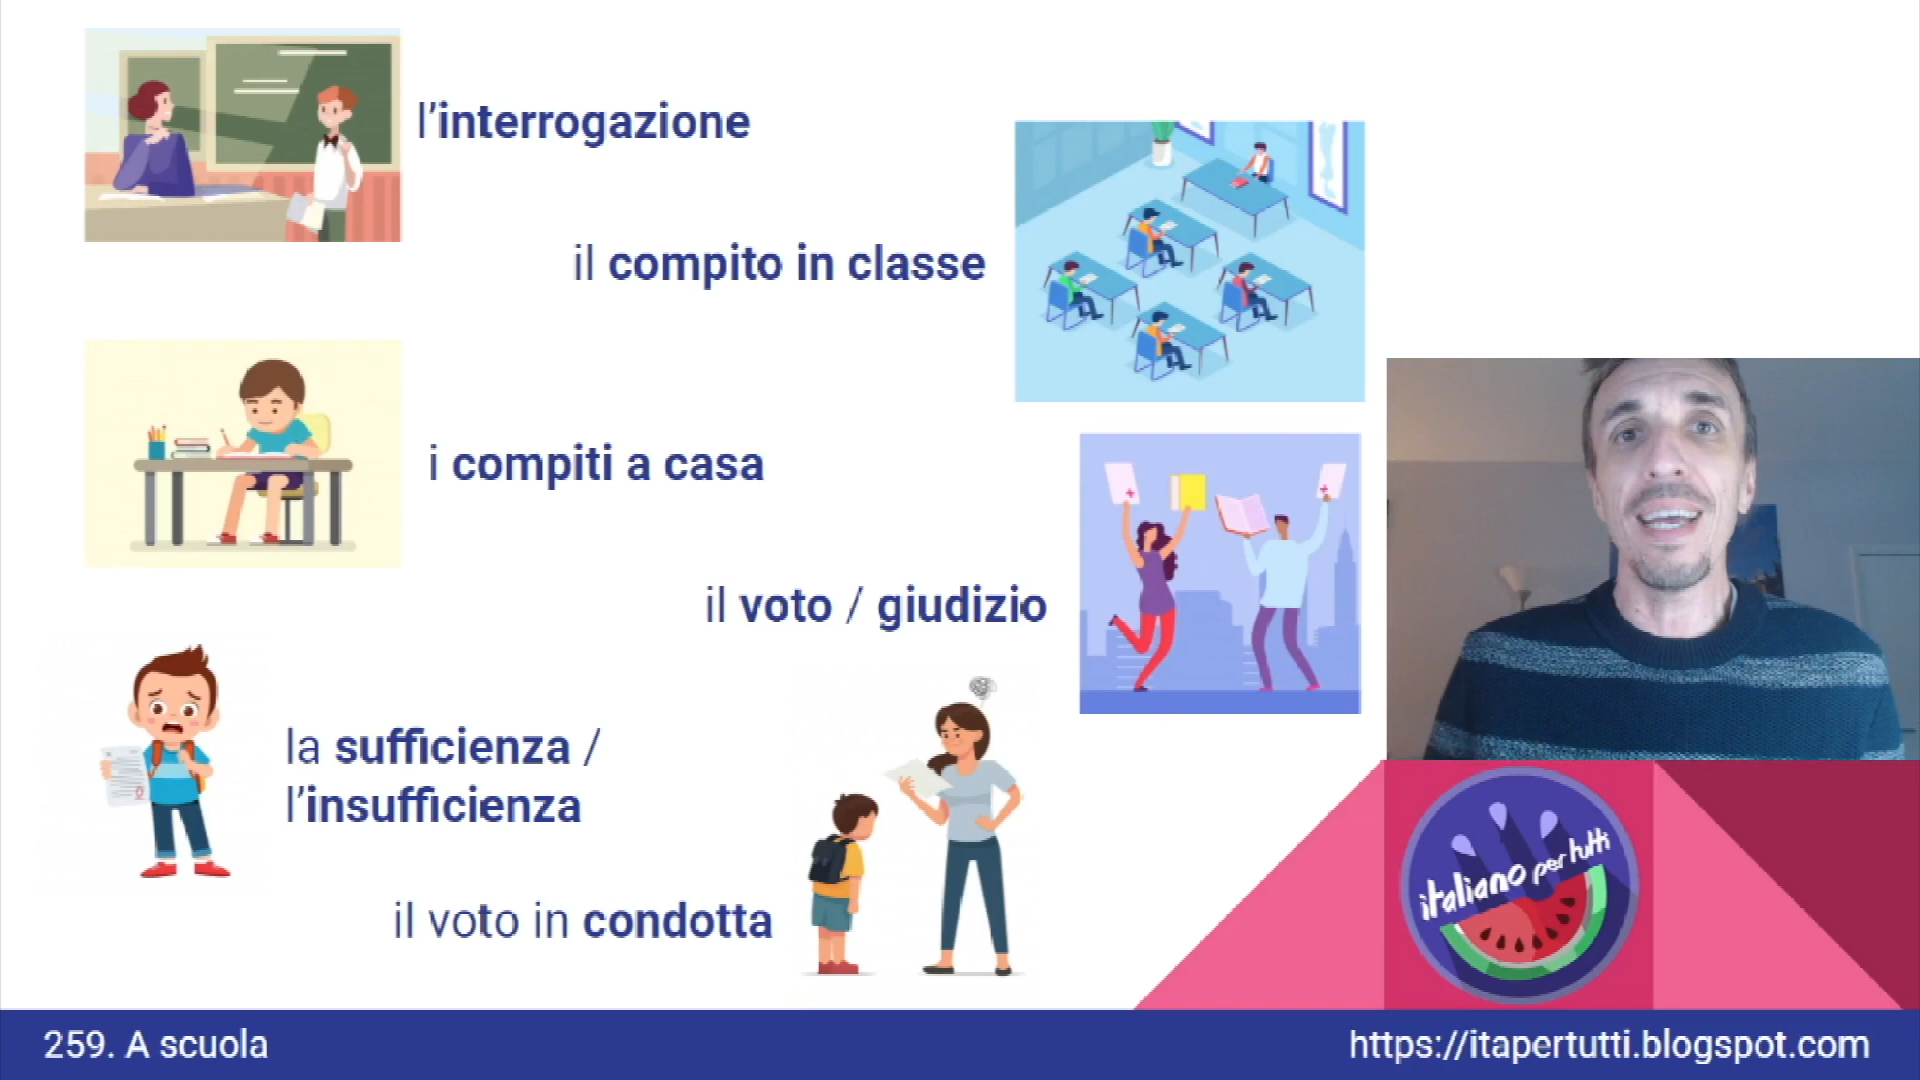 l'interrogazione
il compito in classe
i compiti a casa
il voto / giudizio
la sufficienza /
l'insufficienza
il voto in condotta
italiano per tutti
259. A scuola
https://itapertutti.blogspot.com